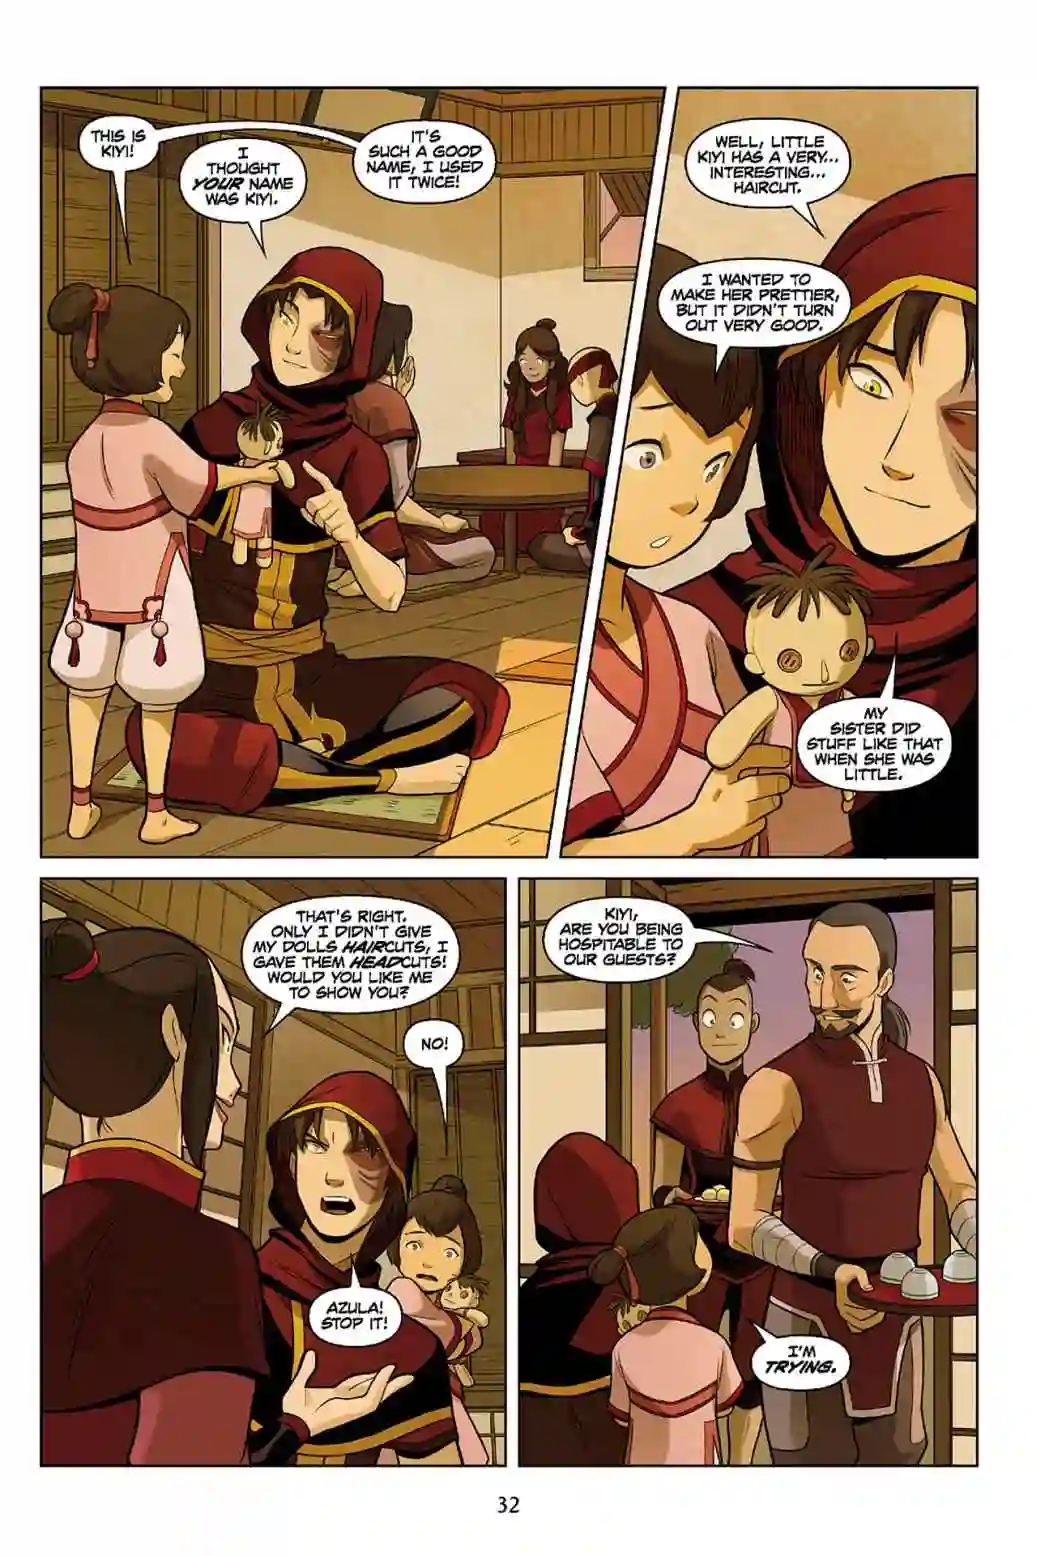 THIS IS
KIYI!
I
THOUGHT
YOUR NAME
WAS KIYI.
IT'S
SUCH A GOOD
NAME, I USED
IT TWICE!
WELL, LITTLE
KIYI HAS A VERY...
INTERESTING...
HAIRCUT.
I WANTED TO
MAKE HER PRETTIER,
BUT IT DIDN'T TURN
OUT VERY GOOD.
MY
SISTER DID
STUFF LIKE THAT
WHEN SHE WAS
LITTLE.
THAT'S RIGHT.
ONLY I DIDN'T GIVE
MY DOLLS HAIRCUTS, I
GAVE THEM HEADCUTS!
WOULD YOU LIKE ME
TO SHOW YOU?
NO!
AZULA!
STOP IT!
KIYI,
ARE YOU BEING
HOSPITABLE TO
OUR GUESTS?
I'M
TRYING.
32